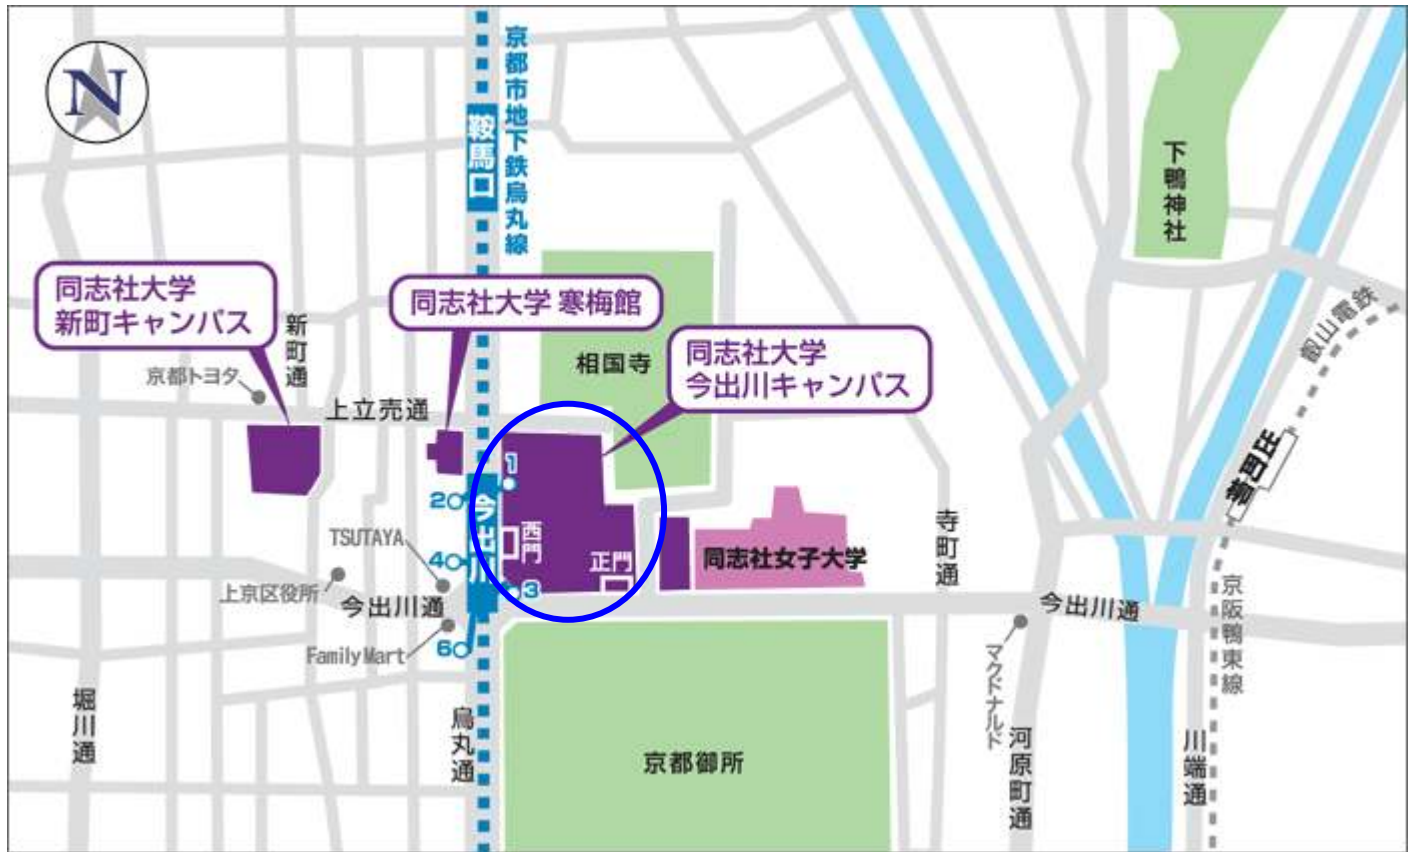 N
京都市地下鉄烏丸線
鞍馬口
下鴨神社
同志社大学
新町キャンパス
新町通
同志社大学 寒梅館
相国寺
同志社大学
今出川キャンパス
叡山電鉄
京都トヨタ
上立売通
1
2
今出川
西門
正門
同志社女子大学
寺町通
TSUTAYA
4
3
上京区役所
今出川通
今出川通
京阪鴨東線
FamilyMart
6
マクドナルド
堀川通
烏丸通
京都御所
河原町通
川端通